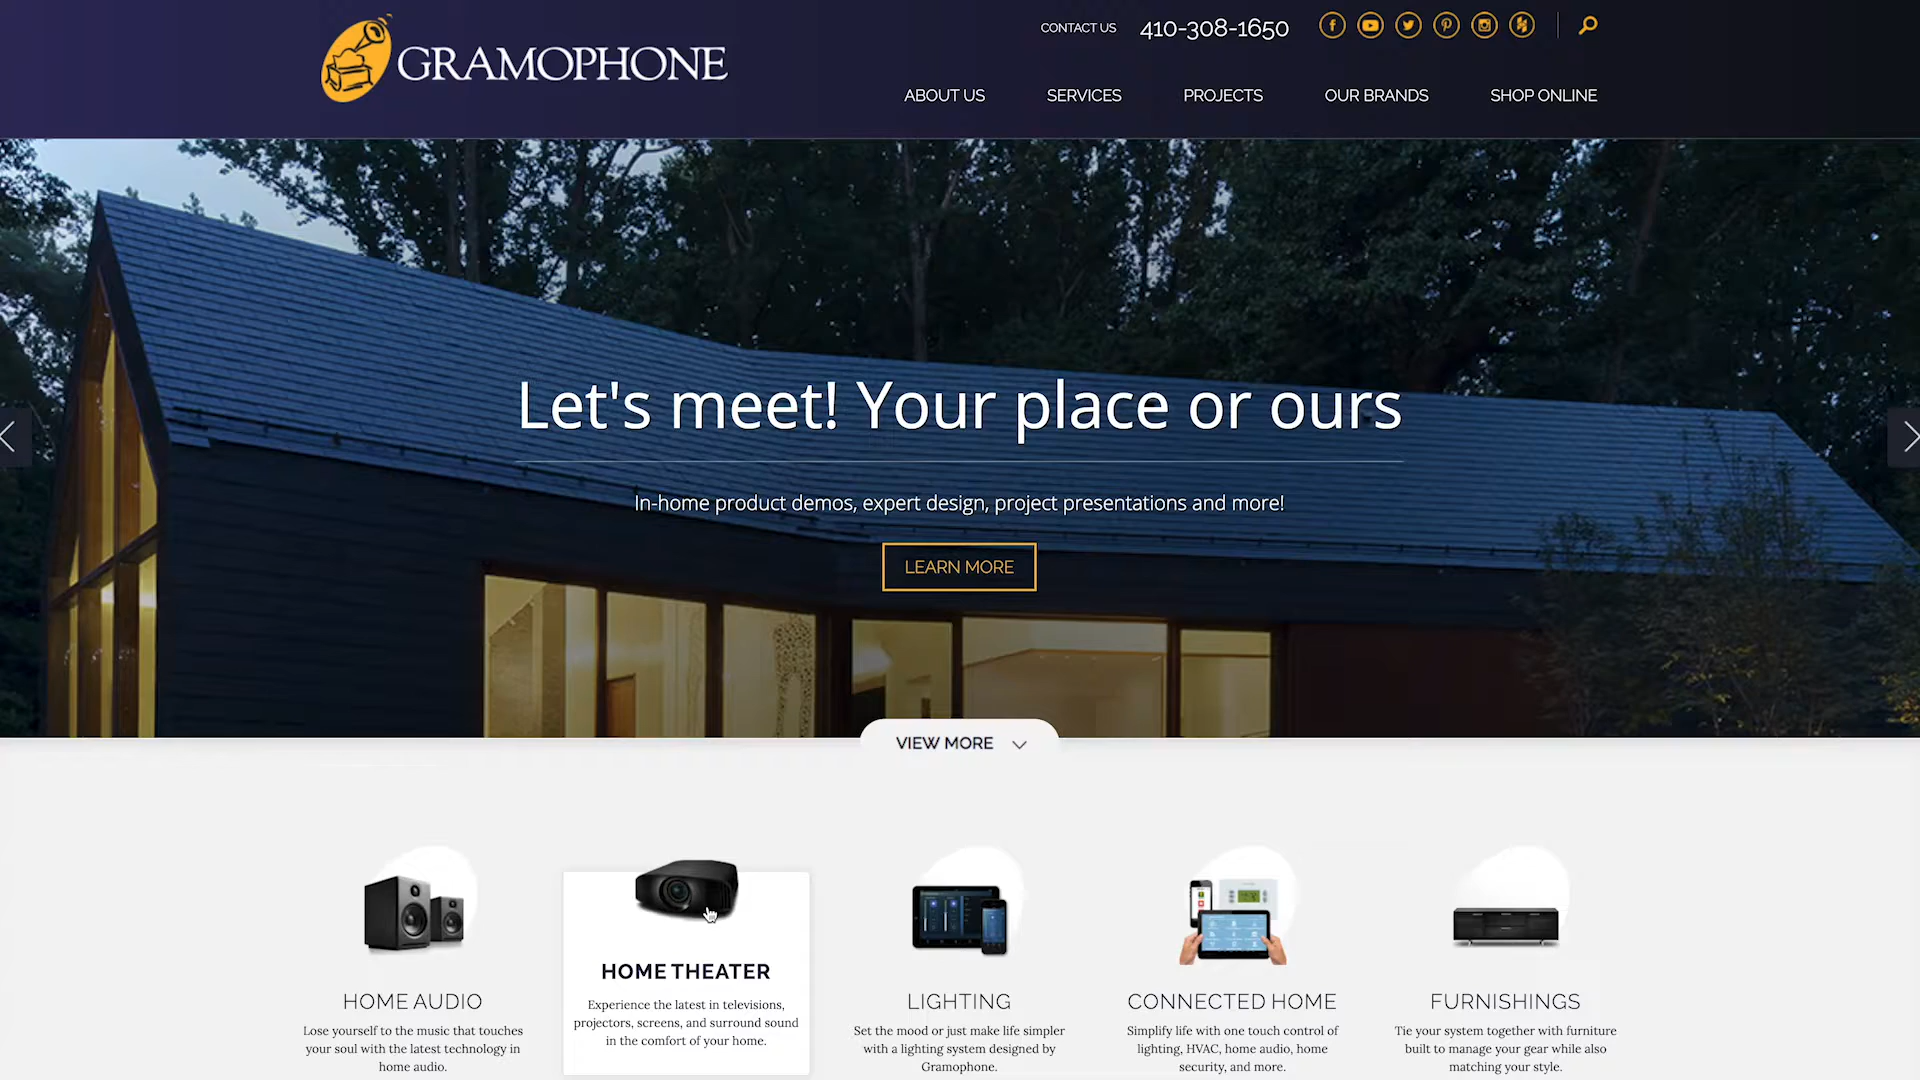 GRAMOPHONE
CONTACT US 410-308-1650
ABOUT US SERVICES PROJECTS OUR BRANDS SHOP ONLINE
Let's meet! Your place or ours
In-home product demos, expert design, project presentations and more!
LEARN MORE
VIEW MORE
HOME AUDIO
Lose yourself to the music that touches
your soul with the latest technology in
home audio.
HOME THEATER
Experience the latest in televisions,
projectors, screens, and surround sound
in the comfort of your home.
LIGHTING
Set the mood or just make life simpler
with a lighting system designed by
Gramophone.
CONNECTED HOME
Simplify life with one touch control of
lighting, HVAC, home audio, home
security, and more.
FURNISHINGS
Tie your system together with furniture
built to manage your gear while also
matching your style.